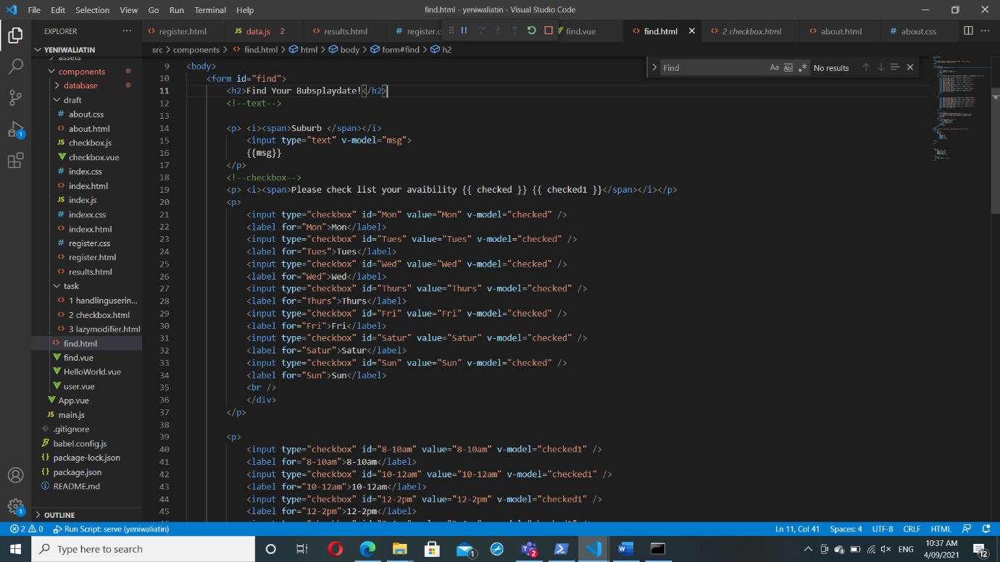 File Edit Selection View Go Run Terminal Help
find.html - yeniwaliatin - Visual Studio Code
EXPLORER
register.html
data.js 2
results.html
register.c
find.vue
find.html
2 checkbox.html
about.html
about.css
YENIWALIATIN
assets
components
database
draft
about.css
about.html
checkbox.js
checkbox.vue
index.css
index.html
index.js
indexx.css
indexx.html
register.css
register.html
results.html
task
1 handlinguserin...
2 checkbox.html
3 lazymodifier.html
find.html
find.vue
HelloWorld.vue
user.vue
App.vue
main.js
.gitignore
babel.config.js
package-lock.json
package.json
README.md
OUTLINE
src > components > find.html > html > body > form#find > h2
Find
Aa ab .* No results
9 <body>
10 <form id="find">
11 <h2>Find Your Bubsplaydate!</h2>
12 <!--text-->
13
14 <p> <i><span>Suburb </span></i>
15 <input type="text" v-model="msg">
16 {{msg}}
17 </p>
18 <!--checkbox-->
19 <p> <i><span>Please check list your avaibility {{ checked }} {{ checked1 }}</span></i></p>
20 <p>
21 <input type="checkbox" id="Mon" value="Mon" v-model="checked" />
22 <label for="Mon">Mon</label>
23 <input type="checkbox" id="Tues" value="Tues" v-model="checked" />
24 <label for="Tues">Tues</label>
25 <input type="checkbox" id="Wed" value="Wed" v-model="checked" />
26 <label for="Wed">Wed</label>
27 <input type="checkbox" id="Thurs" value="Thurs" v-model="checked" />
28 <label for="Thurs">Thurs</label>
29 <input type="checkbox" id="Fri" value="Fri" v-model="checked" />
30 <label for="Fri">Fri</label>
31 <input type="checkbox" id="Satur" value="Satur" v-model="checked" />
32 <label for="Satur">Satur</label>
33 <input type="checkbox" id="Sun" value="Sun" v-model="checked" />
34 <label for="Sun">Sun</label>
35 <br />
36 </div>
37 </p>
38
39 <p>
40 <input type="checkbox" id="8-10am" value="8-10am" v-model="checked1" />
41 <label for="8-10am">8-10am</label>
42 <input type="checkbox" id="10-12am" value="10-12am" v-model="checked1" />
43 <label for="10-12am">10-12am</label>
44 <input type="checkbox" id="12-2pm" value="12-2pm" v-model="checked1" />
45 <label for="12-2pm">12-2pm</label>
2 0 Run Script: serve (yeniwaliatin)
Ln 11, Col 41 Spaces: 4 UTF-8 CRLF HTML
Type here to search
ENG
10:37 AM
4/09/2021
12